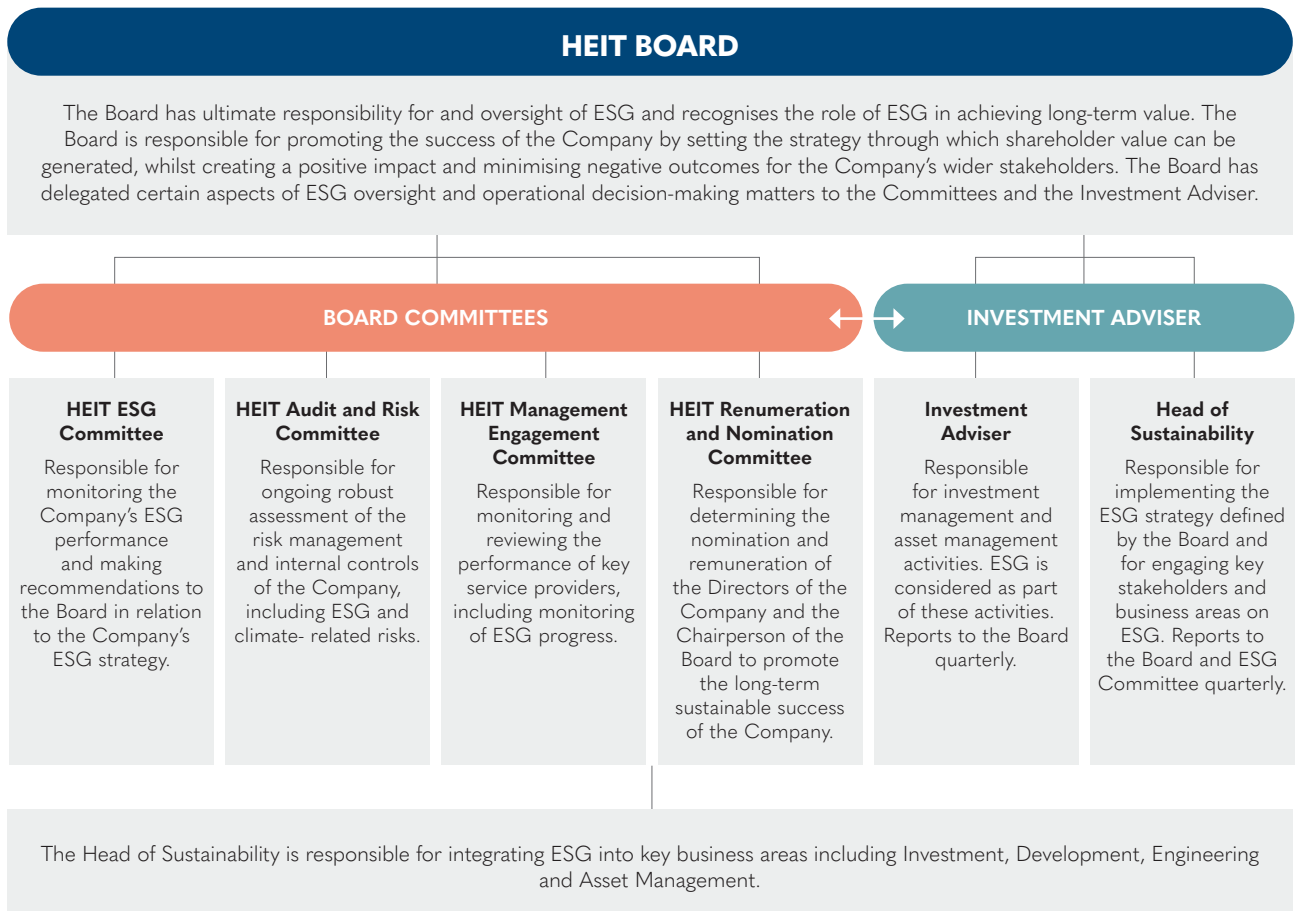 HEIT BOARD
The Board has ultimate responsibility for and oversight of ESG and recognises the role of ESG in achieving long-term value. The
Board is responsible for promoting the success of the Company by setting the strategy through which shareholder value can be
generated, whilst creating a positive impact and minimising negative outcomes for the Company's wider stakeholders. The Board has
delegated certain aspects of ESG oversight and operational decision-making matters to the Committees and the Investment Adviser.
BOARD COMMITTEES
INVESTMENT ADVISER
HEIT ESG
Committee
Responsible for
monitoring the
Company's ESG
performance
and making
recommendations to
the Board in relation
to the Company's
ESG strategy.
HEIT Audit and Risk
Committee
Responsible for
ongoing robust
assessment of the
risk management
and internal controls
of the Company,
including ESG and
climate- related risks.
HEIT Management
Engagement
Committee
Responsible for
monitoring and
reviewing the
performance of key
service providers,
including monitoring
of ESG progress.
HEIT Renumeration
and Nomination
Committee
Responsible for
determining the
nomination and
remuneration of
the Directors of the
Company and the
Chairperson of the
Board to promote
the long-term
sustainable success
of the Company.
Investment
Adviser
Responsible
for investment
management and
asset management
activities. ESG is
considered as part
of these activities.
Reports to the Board
quarterly.
Head of
Sustainability
Responsible for
implementing the
ESG strategy defined
by the Board and
for engaging key
stakeholders and
business areas on
ESG. Reports to
the Board and ESG
Committee quarterly.
The Head of Sustainability is responsible for integrating ESG into key business areas including Investment, Development, Engineering
and Asset Management.